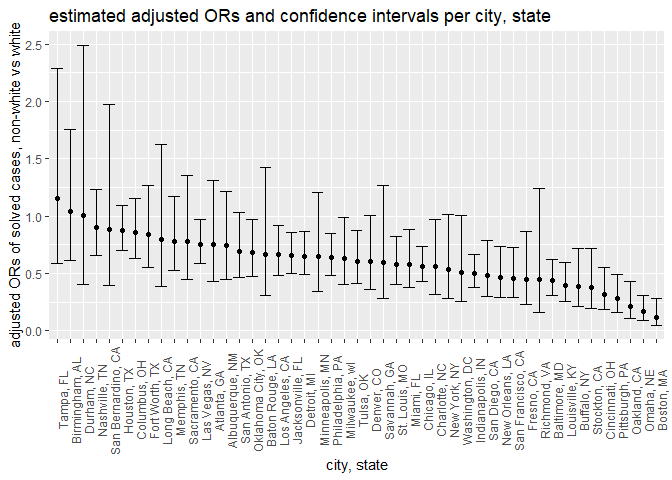 estimated adjusted ORs and confidence intervals per city, state
adjusted ORs of solved cases, non-white vs white
2.5
2.0
1.5
1.0
0.5
0.0
Tampa, FL
Birmingham, AL
Durham, NC
Nashville, TN
San Bernardino, CA
Houston, TX
Columbus, OH
Fort Worth, TX
Long Beach, CA
Memphis, TN
Sacramento, CA
Las Vegas, NV
Atlanta, GA
Albuquerque, NM
San Antonio, TX
Oklahoma City, OK
Baton Rouge, LA
Los Angeles, CA
Jacksonville, FL
Detroit, MI
Minneapolis, MN
Philadelphia, PA
Milwaukee, wI
Tulsa, OK
Denver, CO
Savannah, GA
St. Louis, MO
Miami, FL
Chicago, IL
Charlotte, NC
New York, NY
Washington, DC
Indianapolis, IN
San Diego, CA
New Orleans, LA
San Francisco, CA
Fresno, CA
Richmond, VA
Baltimore, MD
Louisville, KY
Buffalo, NY
Stockton, CA
Cincinnati, OH
Pittsburgh, PA
Oakland, CA
Omaha, NE
Boston, MA
city, state